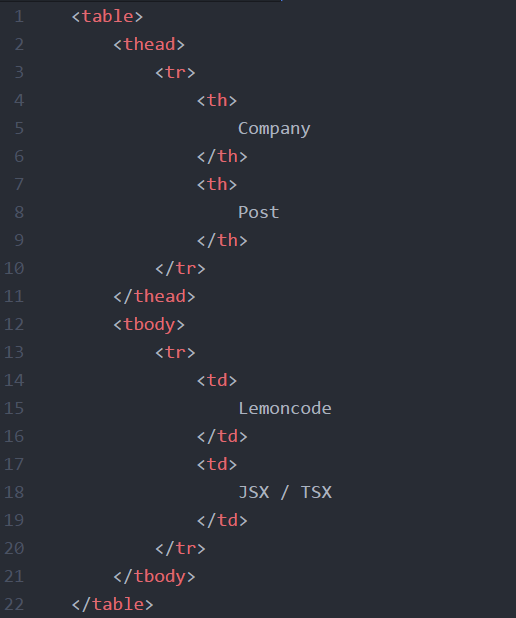 1 <table>
2 <thead>
3 <tr>
4 <th>
5 Company
6 </th>
7 <th>
8 Post
9 </th>
10 </tr>
11 </thead>
12 <tbody>
13 <tr>
14 <td>
15 Lemoncode
16 </td>
17 <td>
18 JSX / TSX
19 </td>
20 </tr>
21 </tbody>
22 </table>